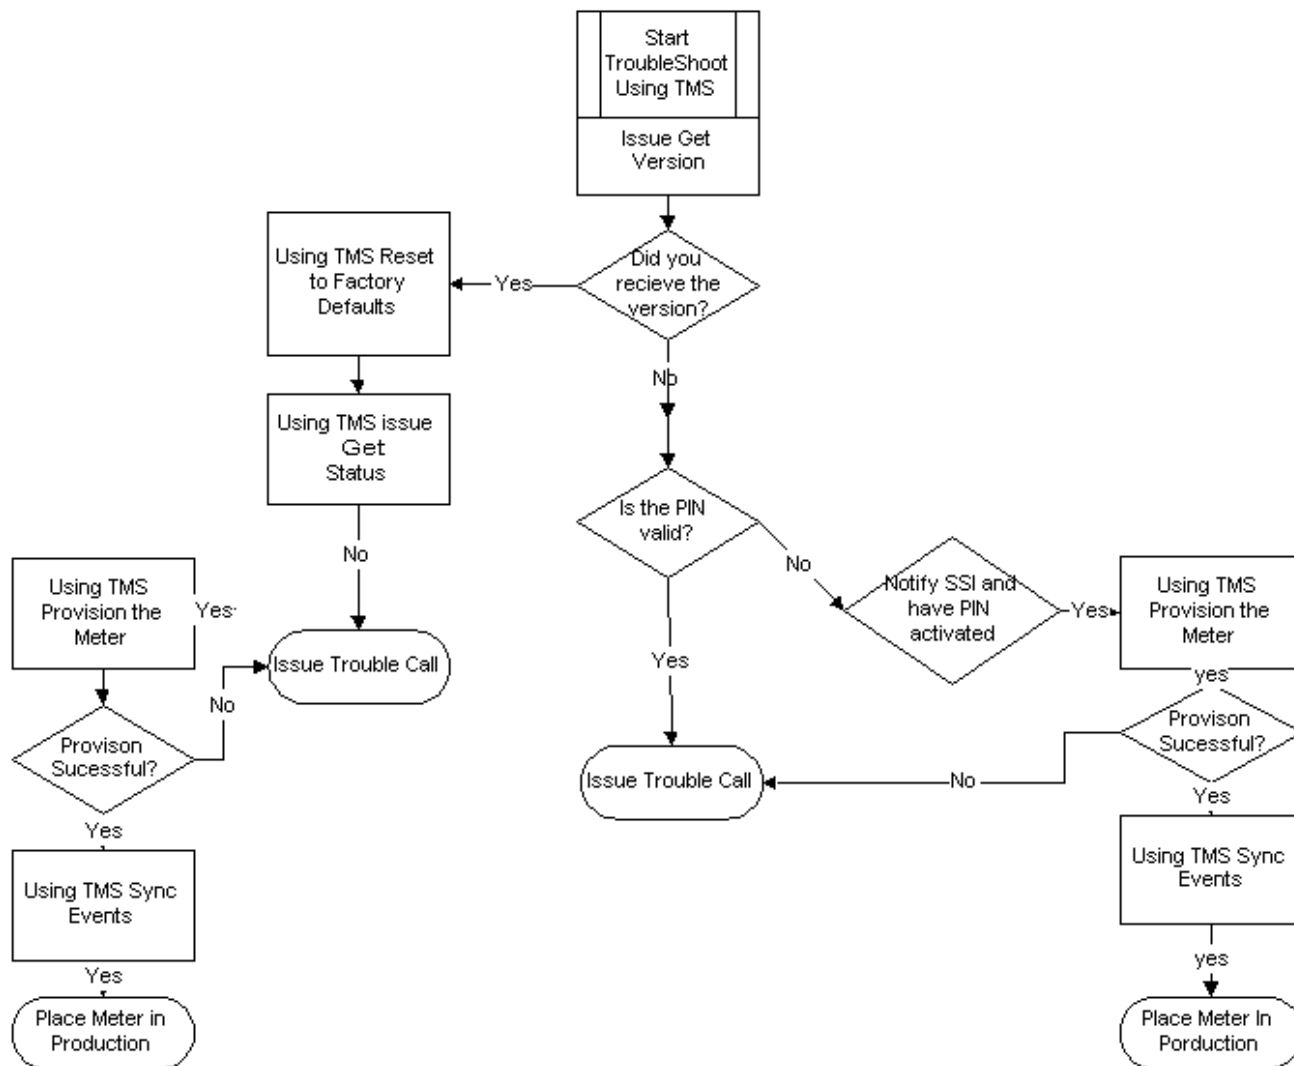 Start
TroubleShoot
Using TMS
Issue Get
Version
Did you
recieve the
version?
Yes
Using TMS Reset
to Factory
Defaults
Using TMS issue
Get
Status
No
Issue Trouble Call
Using TMS
Provision the
Meter
Yes
Provison
Sucessful?
No
Yes
Using TMS Sync
Events
Yes
Place Meter in
Production
No
Is the PIN
valid?
Yes
Issue Trouble Call
No
Notify SSI and
have PIN
activated
Yes
Using TMS
Provision the
Meter
yes
Provison
Sucessful?
No
Yes
Using TMS Sync
Events
yes
Place Meter In
Porduction